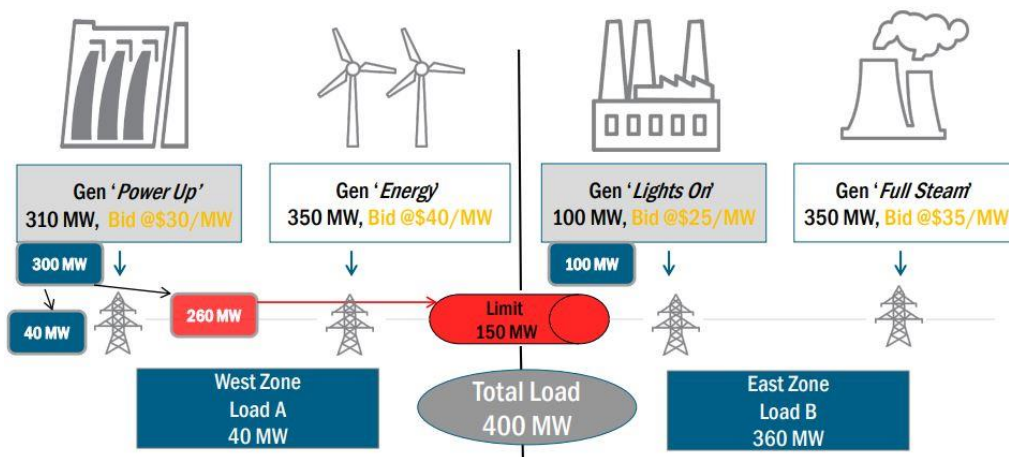 Gen 'Power Up'
310 MW, Bid @$30/MW
Gen 'Energy'
350 MW, Bid @$40/MW
Gen 'Lights On'
100 MW, Bid @$25/MW
Gen 'Full Steam'
350 MW, Bid @$35/MW
300 MW
100 MW
40 MW
260 MW
Limit
150 MW
West Zone
Load A
40 MW
Total Load
400 MW
East Zone
Load B
360 MW